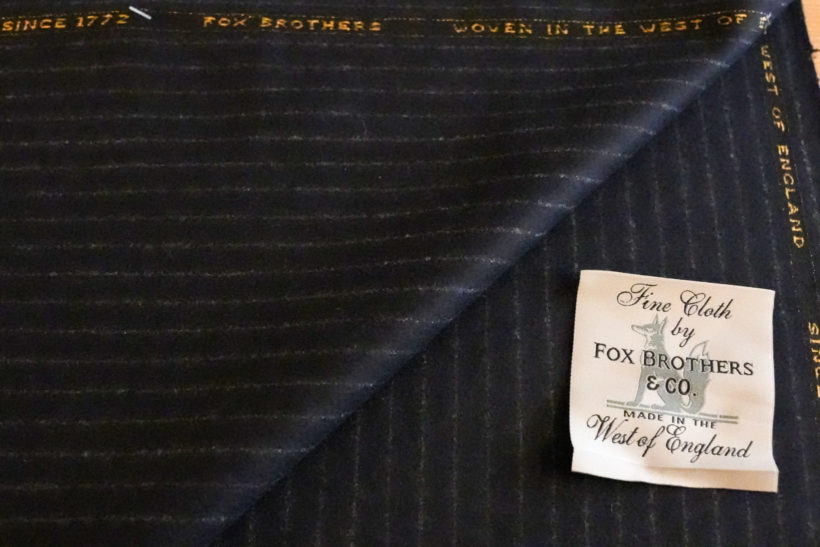 SINCE 1772 FOX BROTHERS WOVEN IN THE WEST OF
WEST OF ENGLAND
SINCE
Fine Cloth
by
FOX BROTHERS
& CO.
MADE IN THE
West of England